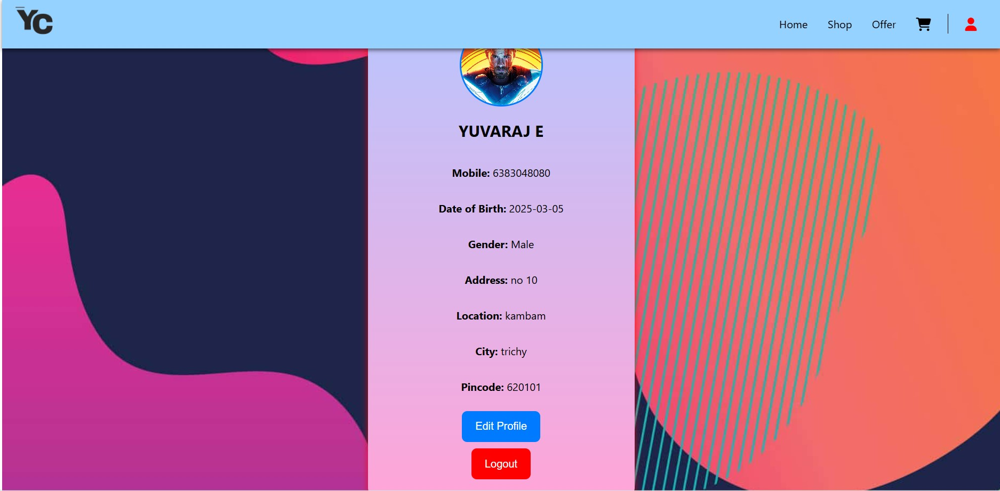 YC
Home Shop Offer
YUVARAJ E
Mobile: 6383048080
Date of Birth: 2025-03-05
Gender: Male
Address: no 10
Location: kambam
City: trichy
Pincode: 620101
Edit Profile
Logout